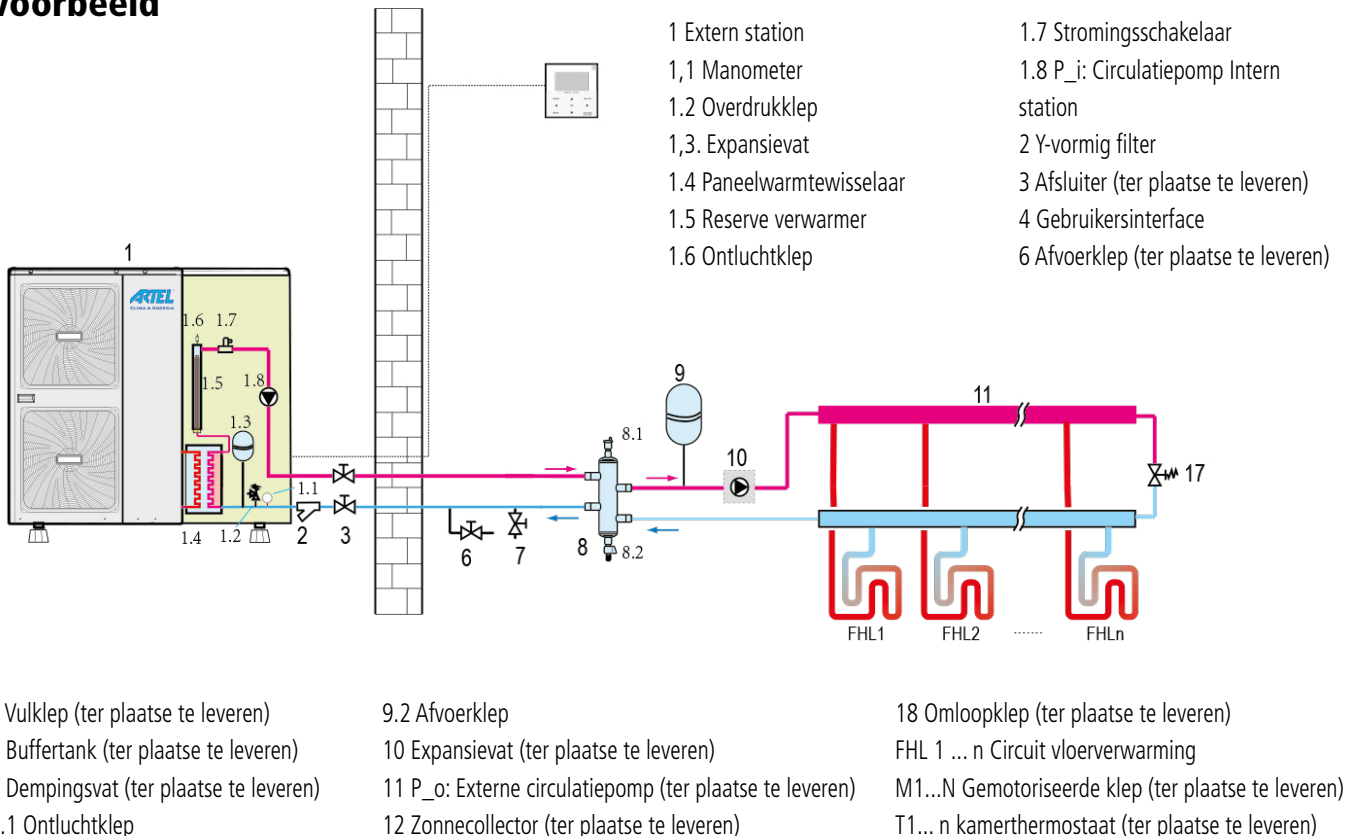 voorbeeld
1 Extern station
1,1 Manometer
1.2 Overdrukklep
1,3. Expansievat
1.4 Paneelwarmtewisselaar
1.5 Reserve verwarmer
1.6 Ontluchtklep
1.7 Stromingsschakelaar
1.8 P_i: Circulatiepomp Intern
station
2 Y-vormig filter
3 Afsluiter (ter plaatse te leveren)
4 Gebruikersinterface
6 Afvoerklep (ter plaatse te leveren)
1
ARTEL
CLIMA & ENERGIA
1.6 1.7
1.5 1.8
1.3
1.1
1.4 1.2 2 3
6 7 8
8.1
8.2
9
10
11
17
FHL1 FHL2 ....... FHLn
Vulklep (ter plaatse te leveren)
Buffertank (ter plaatse te leveren)
Dempingsvat (ter plaatse te leveren)
.1 Ontluchtklep
9.2 Afvoerklep
10 Expansievat (ter plaatse te leveren)
11 P_o: Externe circulatiepomp (ter plaatse te leveren)
12 Zonnecollector (ter plaatse te leveren)
18 Omloopklep (ter plaatse te leveren)
FHL 1 ... n Circuit vloerverwarming
M1...N Gemotoriseerde klep (ter plaatse te leveren)
T1... n kamerthermostaat (ter plaatse te leveren)